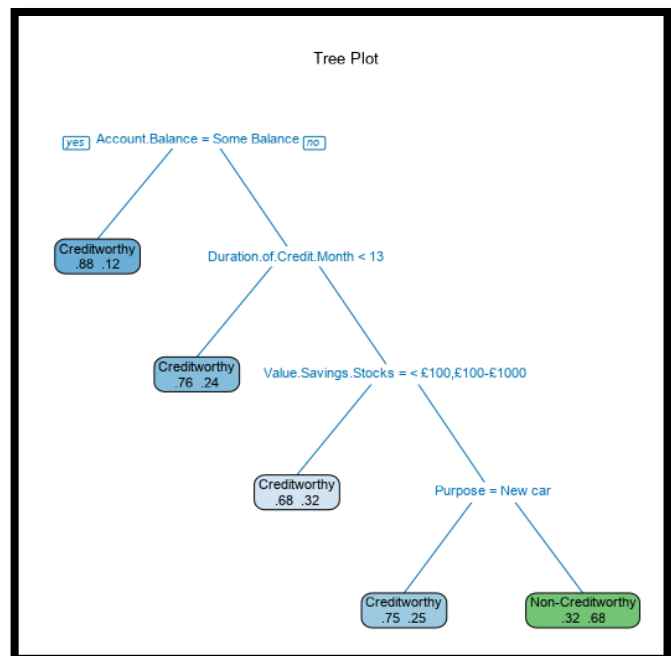 Tree Plot
yes Account.Balance = Some Balance no
Creditworthy
.88 .12
Duration.of.Credit.Month < 13
Creditworthy
.76 .24
Value.Savings.Stocks = < £100,£100-£1000
Creditworthy
.68 .32
Purpose = New car
Creditworthy
.75 .25
Non-Creditworthy
.32 .68